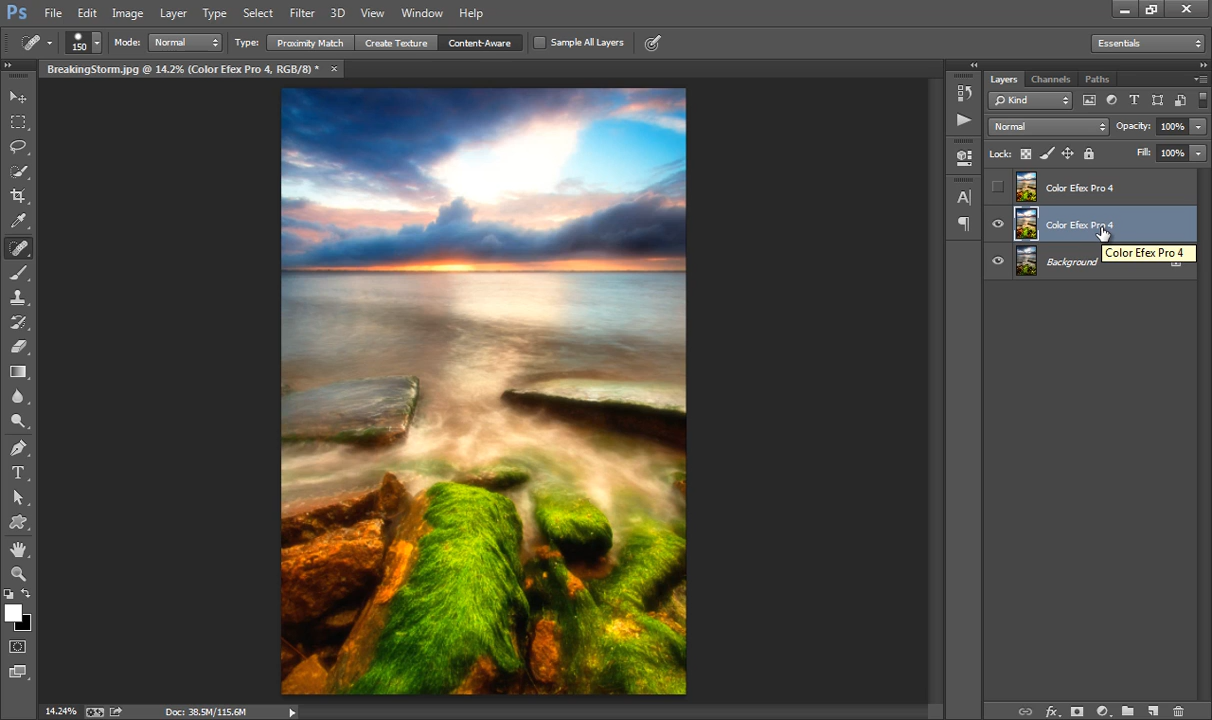 Ps File Edit Image Layer Type Select Filter 3D View Window Help
150 Mode: Normal Type: Proximity Match Create Texture Content-Aware Sample All Layers Essentials
BreakingStorm.jpg @ 14.2% (Color Efex Pro 4, RGB/8) *
Layers Channels Paths
Kind
Normal Opacity: 100%
Lock: Fill: 100%
Color Efex Pro 4
Color Efex Pro 4
Color Efex Pro 4
Background
14.24% Doc: 38.5M/115.6M